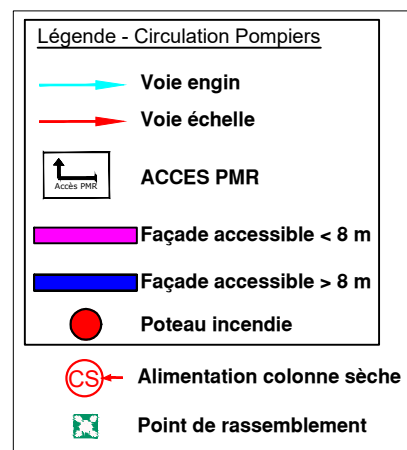 Légende - Circulation Pompiers
Voie engin
Voie échelle
Accès PMR
ACCES PMR
Façade accessible < 8 m
Façade accessible > 8 m
Poteau incendie
CS
Alimentation colonne sèche
Point de rassemblement